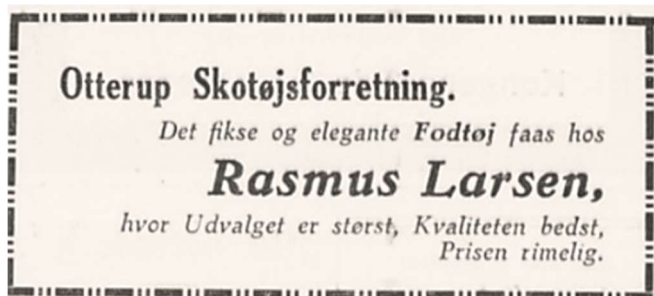 Otterup Skotøjsforretning.
Det fikse og elegante Fodtøj faas hos
Rasmus Larsen,
hvor Udvalget er størst, Kvaliteten bedst,
Prisen rimelig.